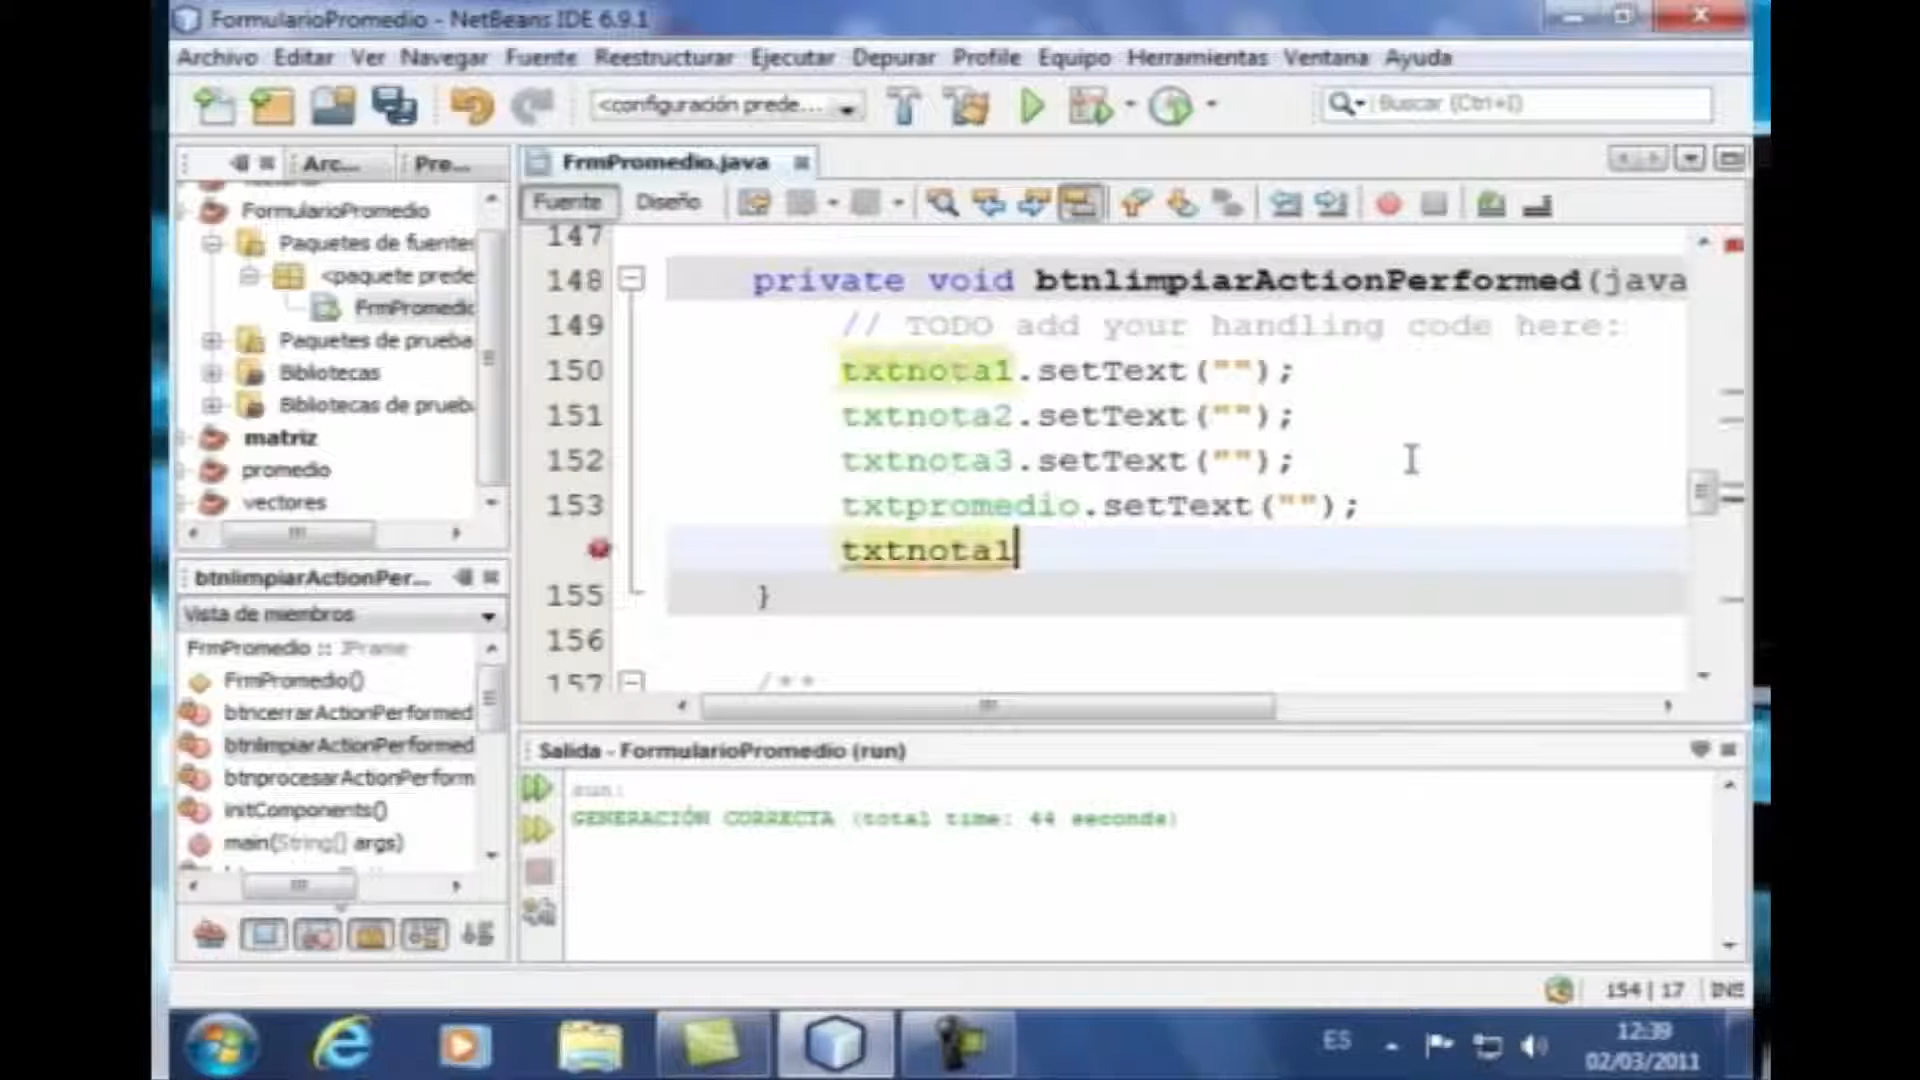 FormularioPromedio - NetBeans IDE 6.9.1
Archivo Editar Ver Navegar Fuente Reestructurar Ejecutar Depurar Profile Equipo Herramientas Ventana Ayuda
<configuración prede...
Buscar (Ctrl+I)
Arc...
Pre...
FrmPromedio.java
Fuente
Diseño
FormularioPromedio
Paquetes de fuentes
<paquete prede
FrmPromedio
Paquetes de prueba
Bibliotecas
Bibliotecas de prueb
matriz
promedio
vectores
147
148 private void btnlimpiarActionPerformed(java
149 // TODO add your handling code here:
150 txtnota1.setText("");
151 txtnota2.setText("");
152 txtnota3.setText("");
153 txtpromedio.setText("");
txtnota1
155 }
156
157 /**
btnlimpiarActionPer...
Vista de miembros
FrmPromedio :: JFrame
FrmPromedio()
btncerrarActionPerformed
btnlimpiarActionPerformed
btnprocesarActionPerform
initComponents()
main(String[] args)
Salida - FormularioPromedio (run)
run:
GENERACIÓN CORRECTA (total time: 44 seconds)
154 | 17 INS
ES
12:39
02/03/2011